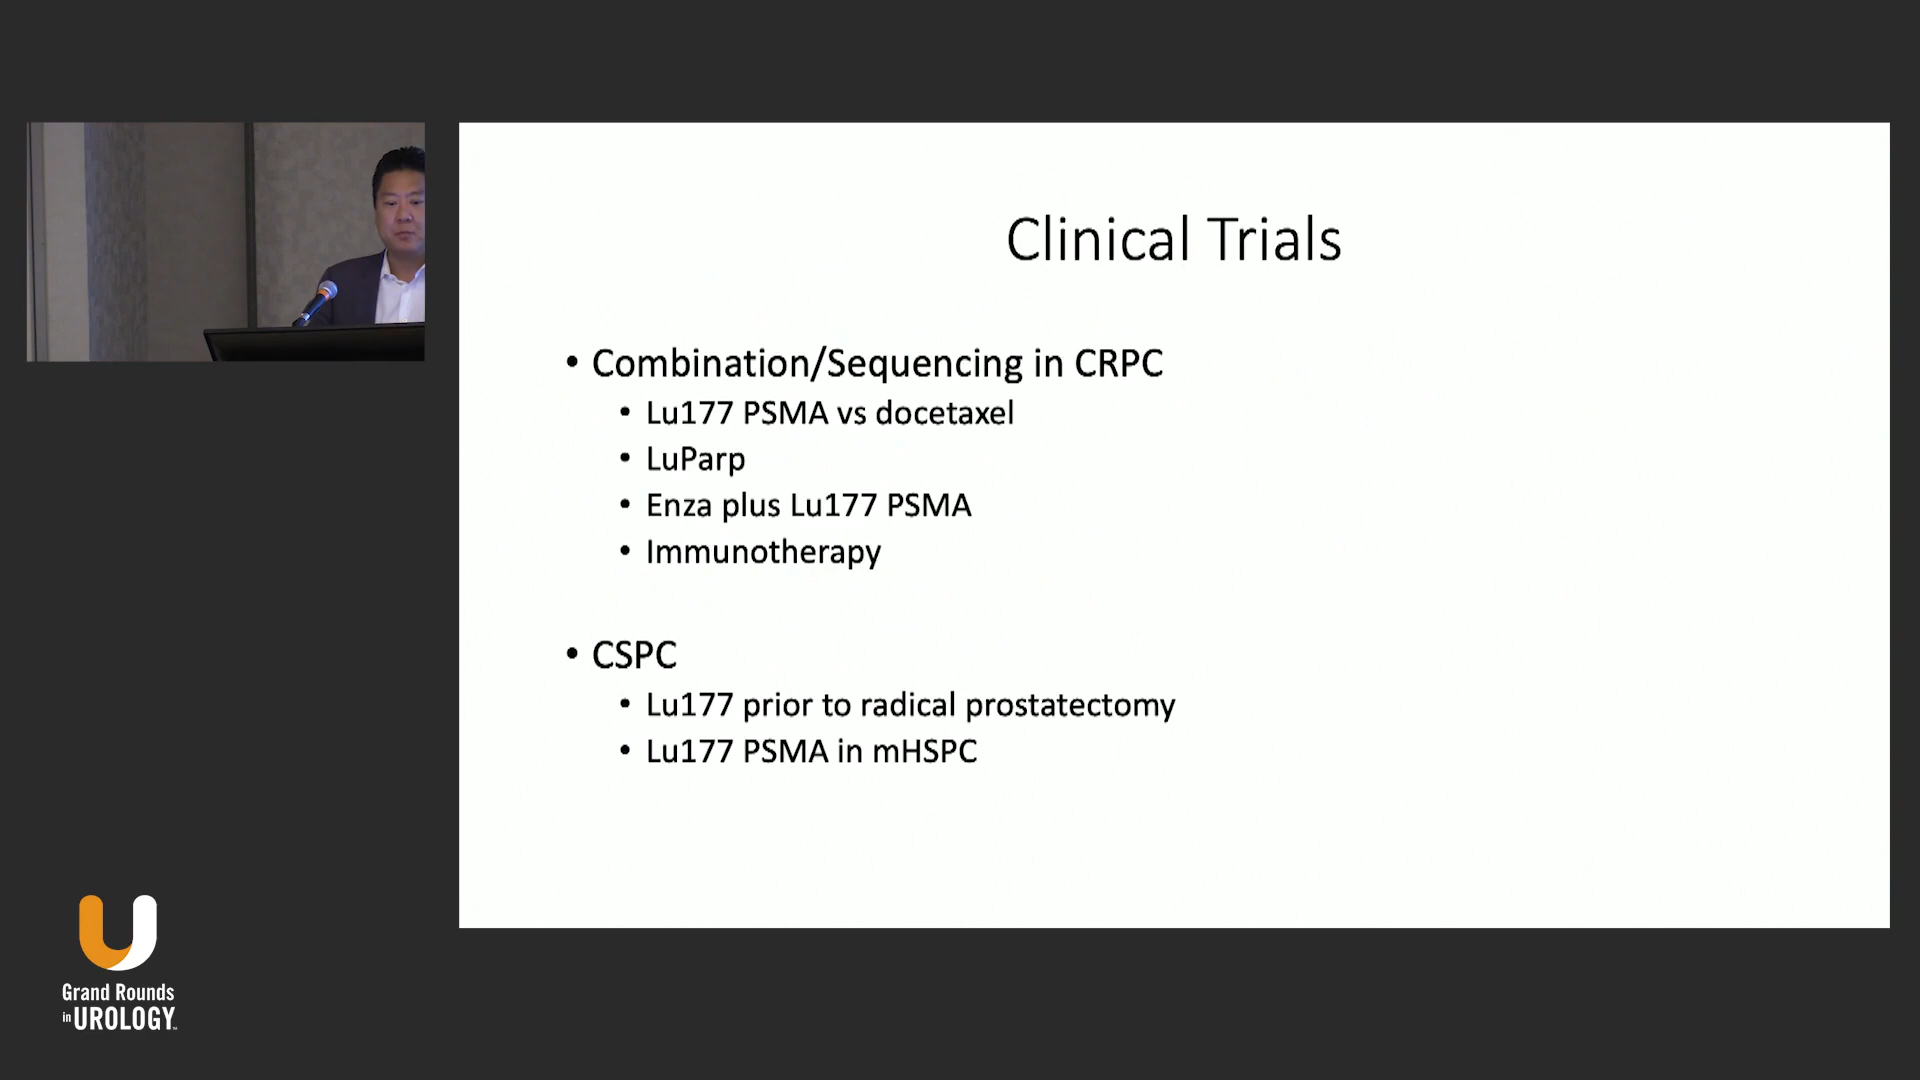 Clinical Trials
• Combination/Sequencing in CRPC
• Lu177 PSMA vs docetaxel
• LuParp
• Enza plus Lu177 PSMA
• Immunotherapy
• CSPC
• Lu177 prior to radical prostatectomy
• Lu177 PSMA in mHSPC
Grand Rounds
in UROLOGY™